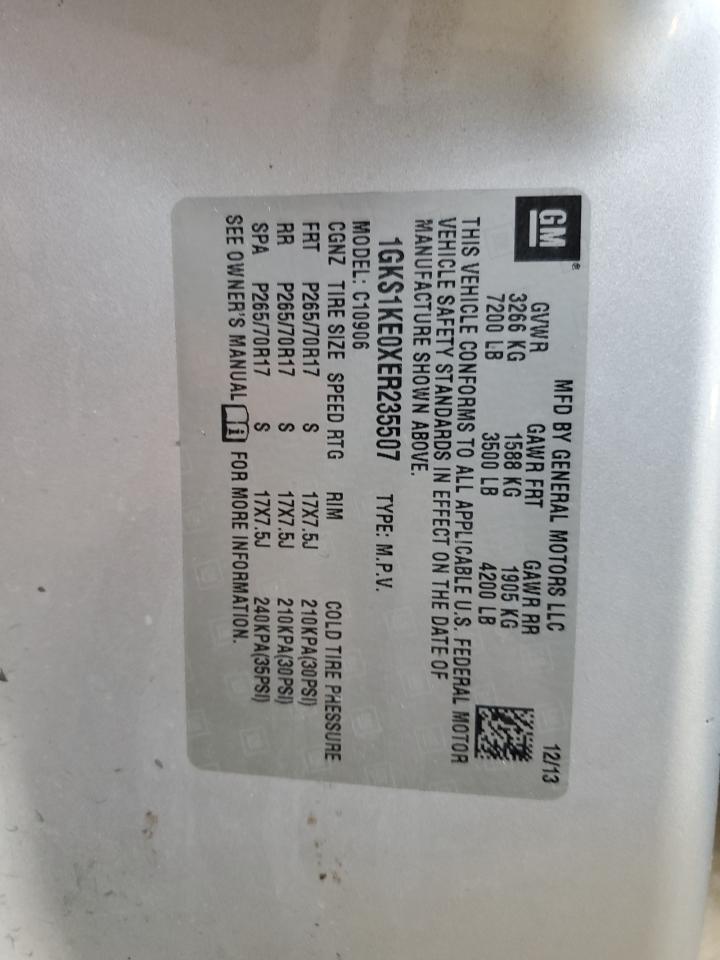 GM®
MFD BY GENERAL MOTORS LLC 12/13
GVWR GAWR FRT GAWR RR
3266 KG 1588 KG 1905 KG
7200 LB 3500 LB 4200 LB
THIS VEHICLE CONFORMS TO ALL APPLICABLE U.S. FEDERAL MOTOR
VEHICLE SAFETY STANDARDS IN EFFECT ON THE DATE OF
MANUFACTURE SHOWN ABOVE.
1GKS1KE0XER235507 TYPE: M.P.V.
MODEL: C10906
CGNZ TIRE SIZE SPEED RTG RIM COLD TIRE PRESSURE
FRT P265/70R17 S 17X7.5J 210KPA(30PSI)
RR P265/70R17 S 17X7.5J 210KPA(30PSI)
SPA P265/70R17 S 17X7.5J 240KPA(35PSI)
SEE OWNER'S MANUAL FOR MORE INFORMATION.